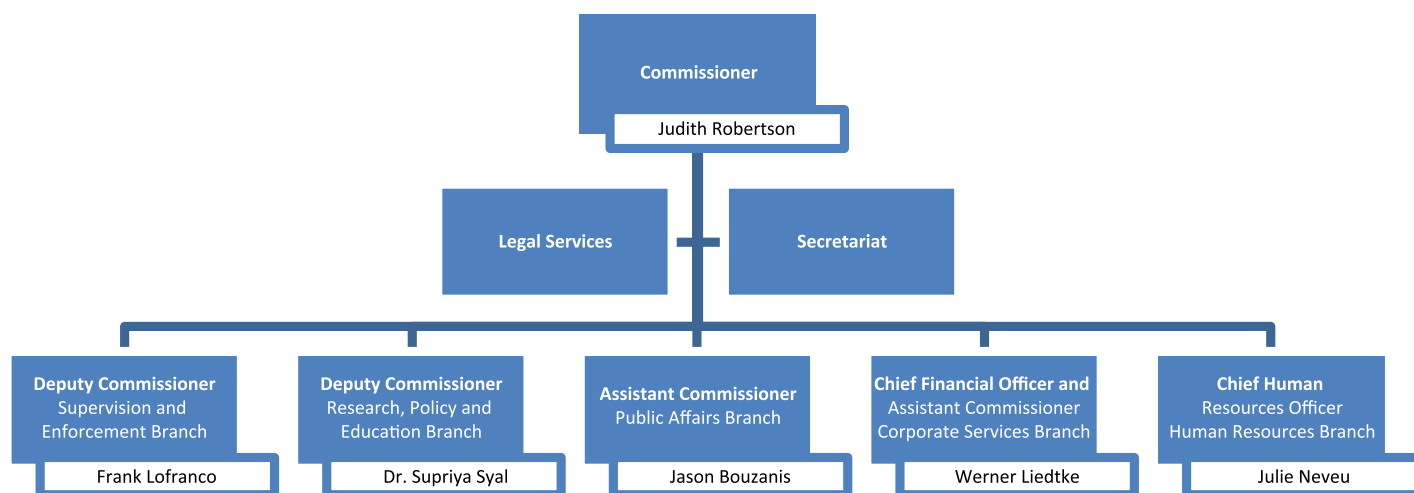 Commissioner
Judith Robertson
Legal Services
Secretariat
Deputy Commissioner
Supervision and
Enforcement Branch
Frank Lofranco
Deputy Commissioner
Research, Policy and
Education Branch
Dr. Supriya Syal
Assistant Commissioner
Public Affairs Branch
Jason Bouzanis
Chief Financial Officer and
Assistant Commissioner
Corporate Services Branch
Werner Liedtke
Chief Human
Resources Officer
Human Resources Branch
Julie Neveu